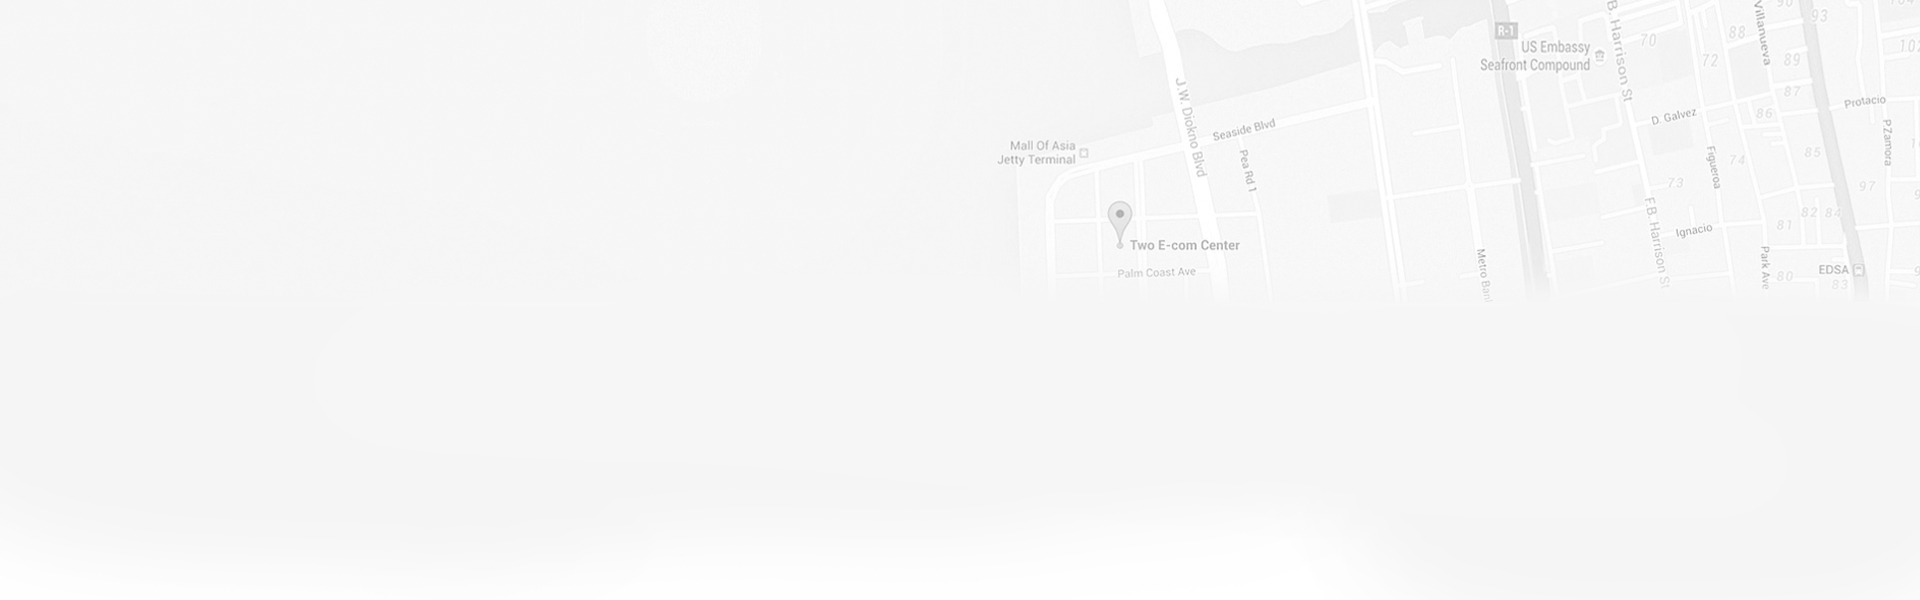 90
93
Villanueva
88
102
R-1
F.B. Harrison St
70
US Embassy
Seafront Compound
72
89
87
J.W. Diokno Blvd
86
Protacio
D. Galvez
Seaside Blvd
P.Zamora
Mall Of Asia
Jetty Terminal
Pea Rd 1
Figueroa
74
85
73
97
82
84
81
F.B. Harrison St
Ignacio
Two E-com Center
Park Ave
Metro Bank
Palm Coast Ave
80
EDSA
83